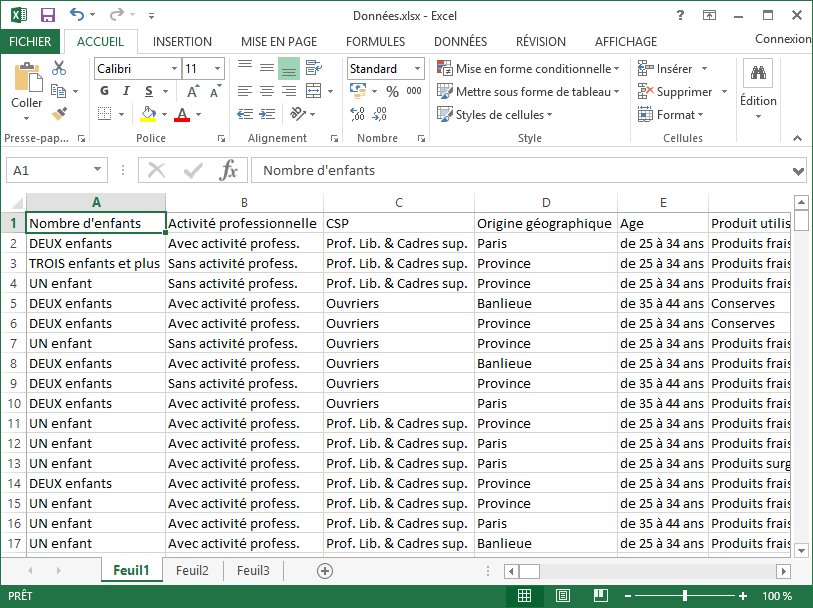 Données.xlsx - Excel
FICHIER ACCUEIL INSERTION MISE EN PAGE FORMULES DONNÉES RÉVISION AFFICHAGE Connexion
Coller
Presse-pap...
Calibri 11
G I S A A
A
Police
Alignement
Standard
% 000
Nombre
Mise en forme conditionnelle
Mettre sous forme de tableau
Styles de cellules
Style
Insérer
Supprimer
Format
Cellules
Édition
A1 fx Nombre d'enfants
A B C D E
1 Nombre d'enfants Activité professionnelle CSP Origine géographique Age Produit utilis
2 DEUX enfants Avec activité profess. Prof. Lib. & Cadres sup. Paris de 25 à 34 ans Produits frais
3 TROIS enfants et plus Sans activité profess. Prof. Lib. & Cadres sup. Province de 25 à 34 ans Produits frais
4 UN enfant Sans activité profess. Prof. Lib. & Cadres sup. Province de 25 à 34 ans Produits frais
5 DEUX enfants Avec activité profess. Ouvriers Banlieue de 35 à 44 ans Conserves
6 DEUX enfants Avec activité profess. Ouvriers Province de 25 à 34 ans Conserves
7 UN enfant Sans activité profess. Ouvriers Province de 25 à 34 ans Produits frais
8 DEUX enfants Avec activité profess. Ouvriers Banlieue de 25 à 34 ans Produits frais
9 DEUX enfants Sans activité profess. Ouvriers Province de 35 à 44 ans Produits frais
10 DEUX enfants Avec activité profess. Ouvriers Paris de 35 à 44 ans Produits frais
11 UN enfant Avec activité profess. Prof. Lib. & Cadres sup. Province de 25 à 34 ans Produits frais
12 UN enfant Avec activité profess. Prof. Lib. & Cadres sup. Paris de 25 à 34 ans Produits frais
13 UN enfant Avec activité profess. Prof. Lib. & Cadres sup. Paris de 25 à 34 ans Produits surg
14 DEUX enfants Avec activité profess. Prof. Lib. & Cadres sup. Province de 25 à 34 ans Produits frais
15 UN enfant Avec activité profess. Prof. Lib. & Cadres sup. Province de 25 à 34 ans Produits frais
16 UN enfant Avec activité profess. Prof. Lib. & Cadres sup. Paris de 35 à 44 ans Produits frais
17 UN enfant Avec activité profess. Prof. Lib. & Cadres sup. Banlieue de 25 à 34 ans Produits frais
Feuil1 Feuil2 Feuil3
PRÊT 100 %